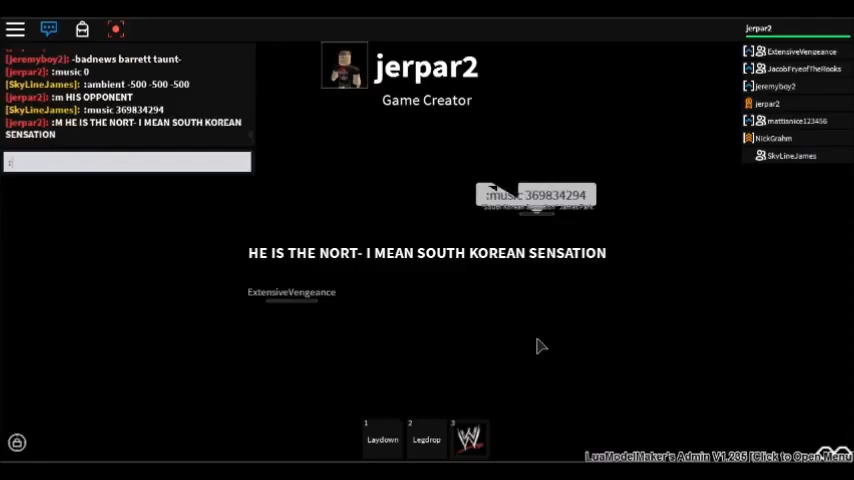 [jeremyboy2]: -badnews barrett taunt-
[jerpar2]: :music 0
[SkyLineJames]: :ambient -500 -500 -500
[jerpar2]: :m HIS OPPONENT
[SkyLineJames]: :music 369834294
[jerpar2]: :M HE IS THE NORT- I MEAN SOUTH KOREAN
SENSATION
:
jerpar2
Game Creator
jerpar2
ExtensiveVengeance
JacobFryeofTheRooks
jeremyboy2
jerpar2
mattisnice123456
NickGrahm
SkyLineJames
:music 369834294
HE IS THE NORT- I MEAN SOUTH KOREAN SENSATION
ExtensiveVengeance
1
Laydown
2
Legdrop
3
W
LuaModelMaker's Admin V1.285 [Click to Open Menu